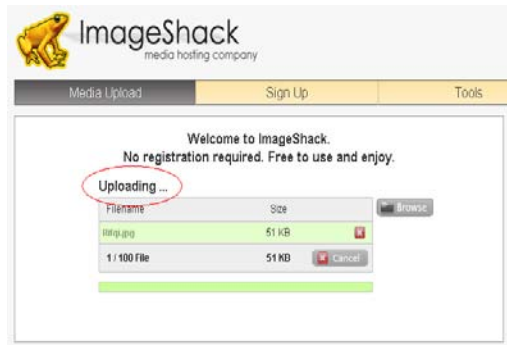 ImageShack
media hosting company
Media Upload Sign Up Tools
Welcome to ImageShack.
No registration required. Free to use and enjoy.
Uploading ...
Filename Size Browse
51 KB
1 / 100 File 51 KB Cancel